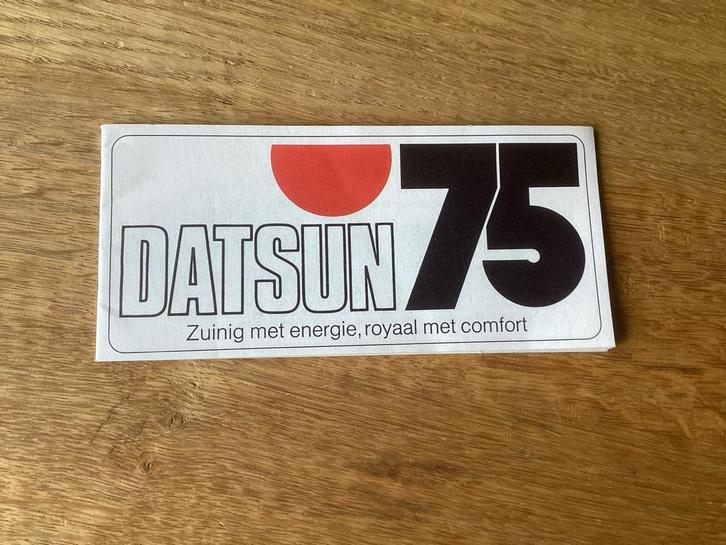 DATSUN 75
Zuinig met energie, royaal met comfort